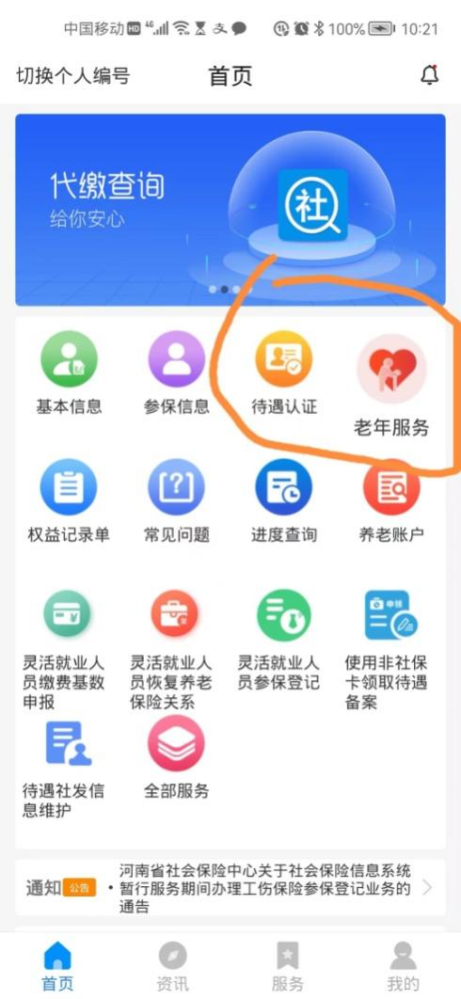 中国移动 HD 4G 100% 10:21
切换个人编号 首页
代缴查询
给你安心
社
基本信息 参保信息 待遇认证 老年服务
权益记录单 常见问题 进度查询 养老账户
申领
灵活就业人 灵活就业人 灵活就业人 使用非社保
员缴费基数 员恢复养老 员参保登记 卡领取待遇
申报 保险关系 备案
待遇社发信 全部服务
息维护
河南省社会保险中心关于社会保险信息系统
通知 公告 · 暂行服务期间办理工伤保险参保登记业务的
通告
首页 资讯 服务 我的